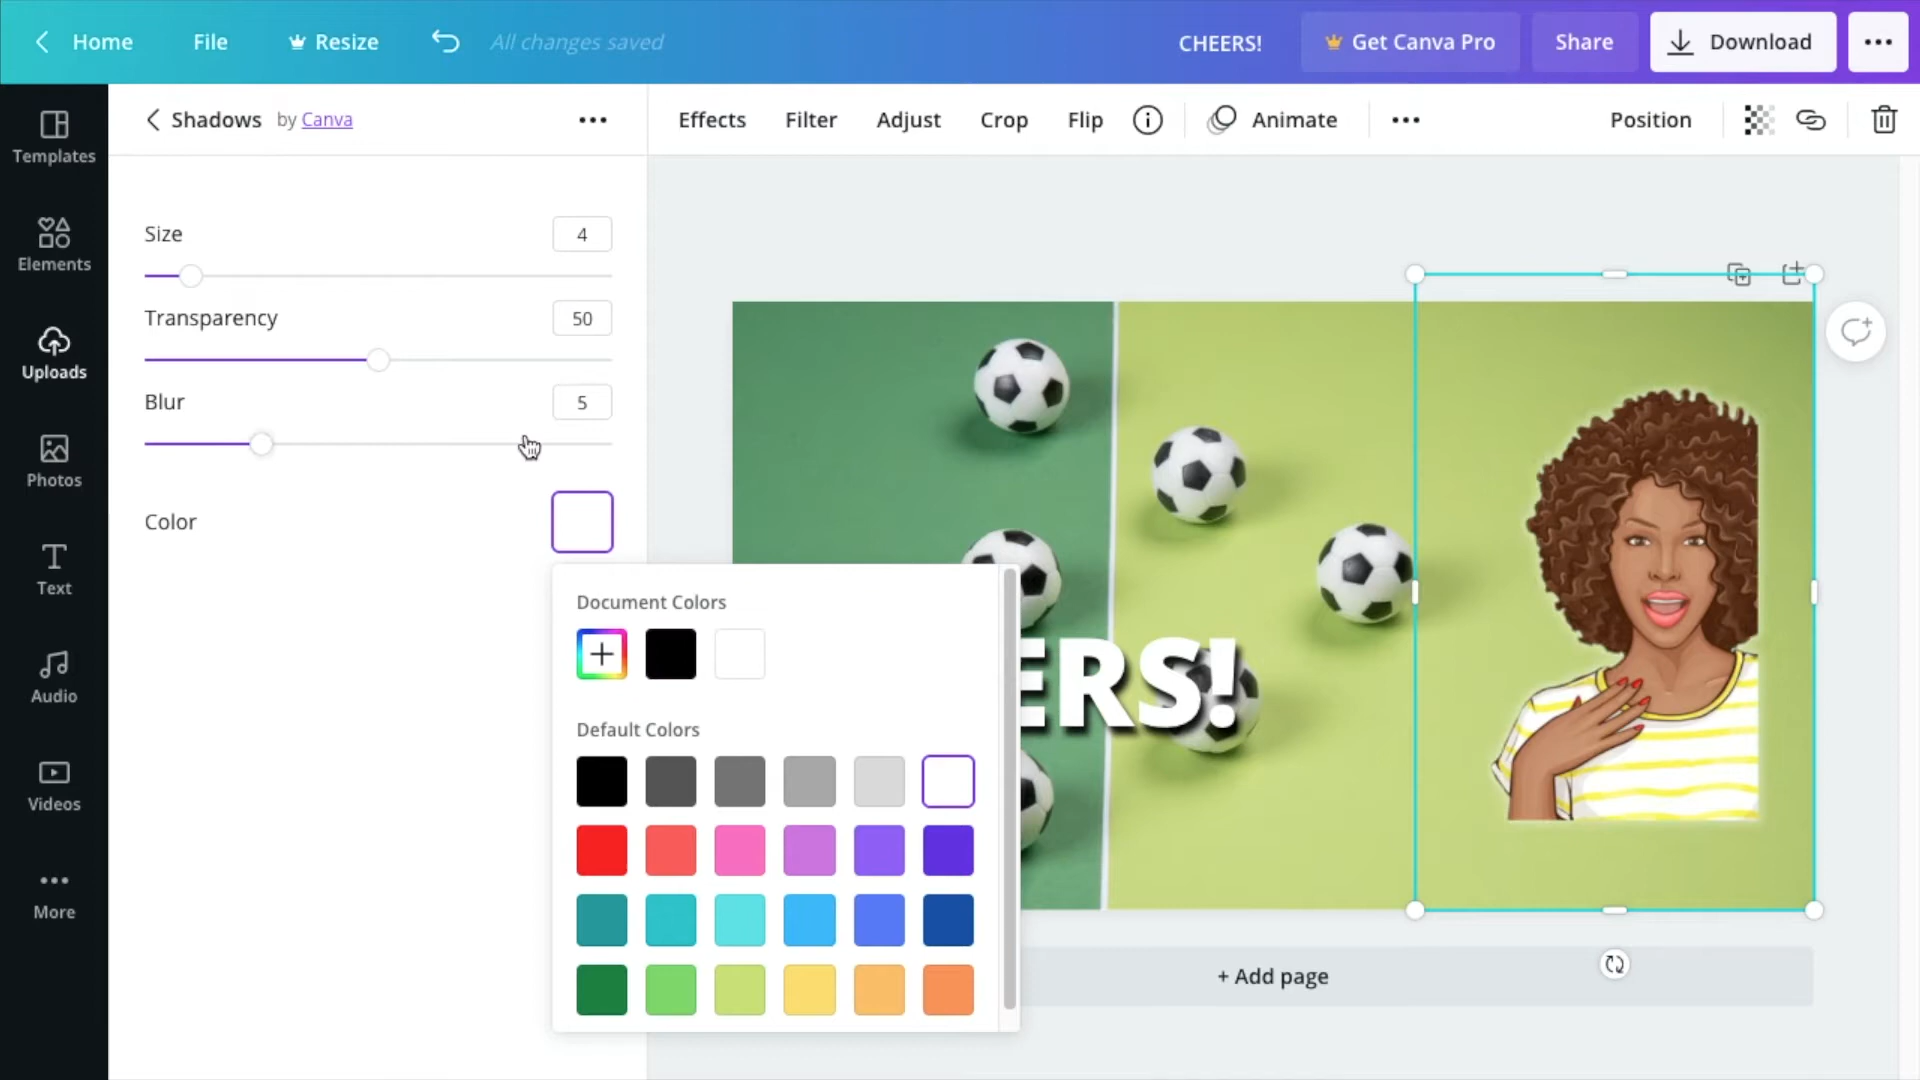 Home File Resize All changes saved CHEERS! Get Canva Pro Share Download
Templates
Elements
Uploads
Photos
Text
Audio
Videos
More
Shadows by Canva
Size 4
Transparency 50
Blur 5
Color
Document Colors
Default Colors
Effects Filter Adjust Crop Flip Animate Position
ERS!
+ Add page